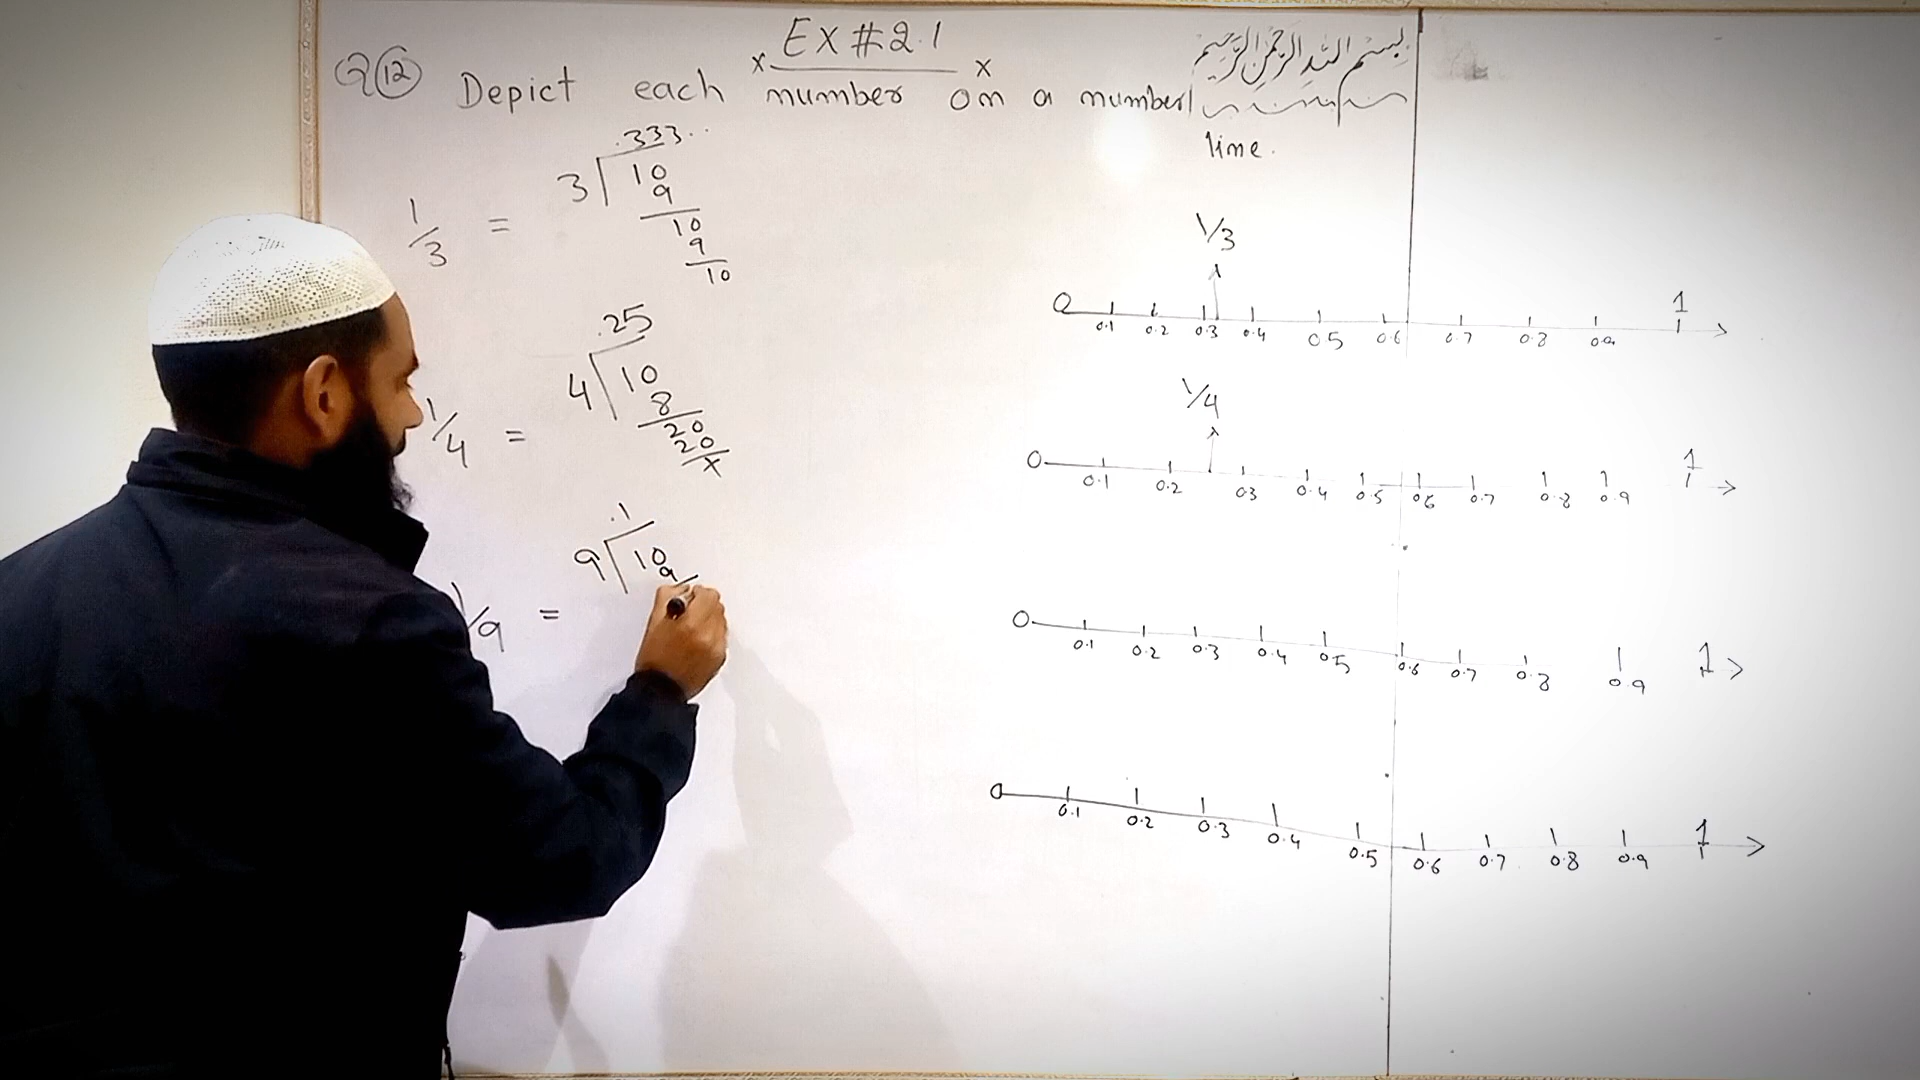 Ex #2.1
بسم اللہ الرحمن الرحیم
Q 12 Depict each number on a number
line.
1/3 =
.333..
3 10
9
10
9
10
1/4 =
.25
4 10
8
20
20
x
1/9 =
.1
9 10
9
1/3
0 0.1 0.2 0.3 0.4 0.5 0.6 0.7 0.8 0.9 1
1/4
0 0.1 0.2 0.3 0.4 0.5 0.6 0.7 0.8 0.9 1
0 0.1 0.2 0.3 0.4 0.5 0.6 0.7 0.8 0.9 1
0 0.1 0.2 0.3 0.4 0.5 0.6 0.7 0.8 0.9 1